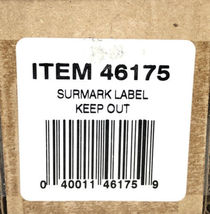 ITEM 46175
SURMARK LABEL
KEEP OUT
0 40011 46175 9